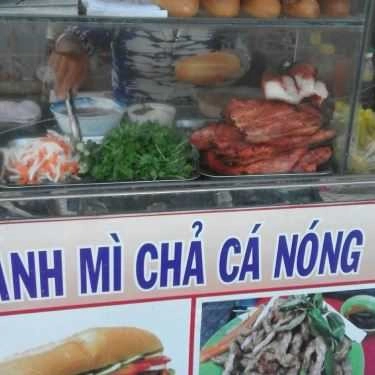 ANH MÌ CHẢ CÁ NÓNG